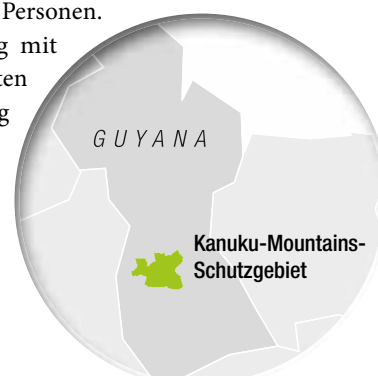 Personen.
g mit
ten
g
GUYANA
Kanuku-Mountains-
Schutzgebiet